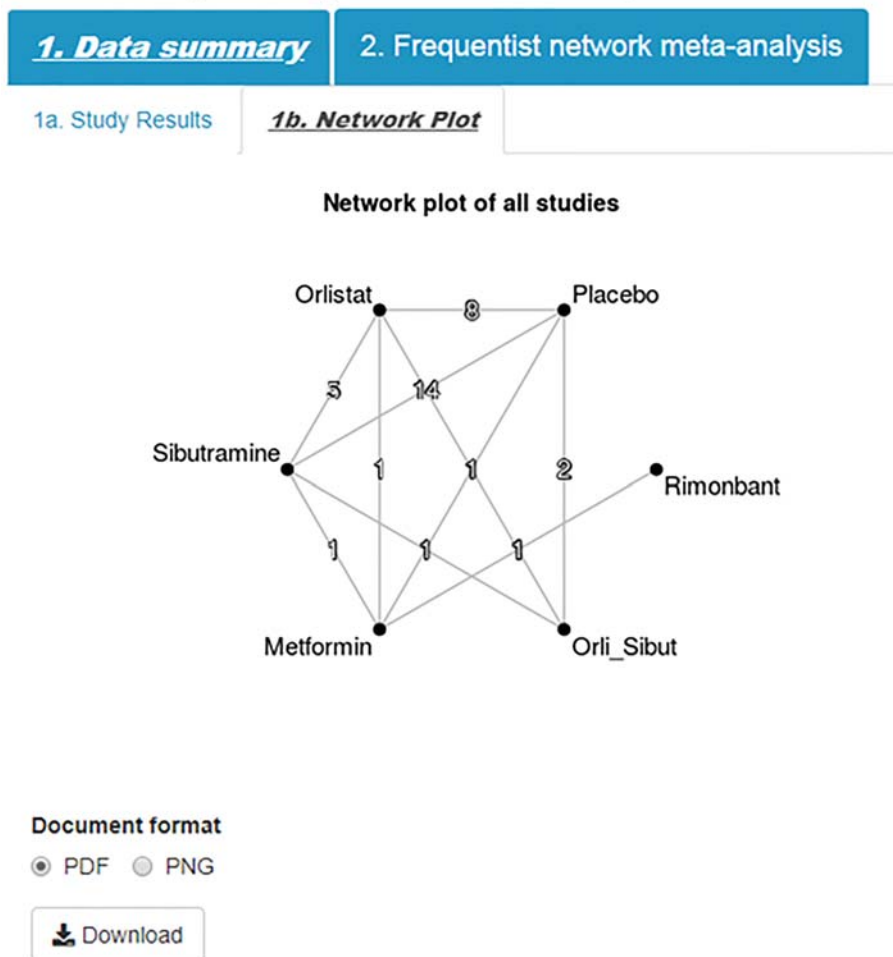 1. Data summary
2. Frequentist network meta-analysis
1a. Study Results
1b. Network Plot
Network plot of all studies
Orlistat
Placebo
8
5
14
Sibutramine
1
1
2
Rimonbant
1
1
1
Metformin
Orli_Sibut
Document format
PDF
PNG
Download